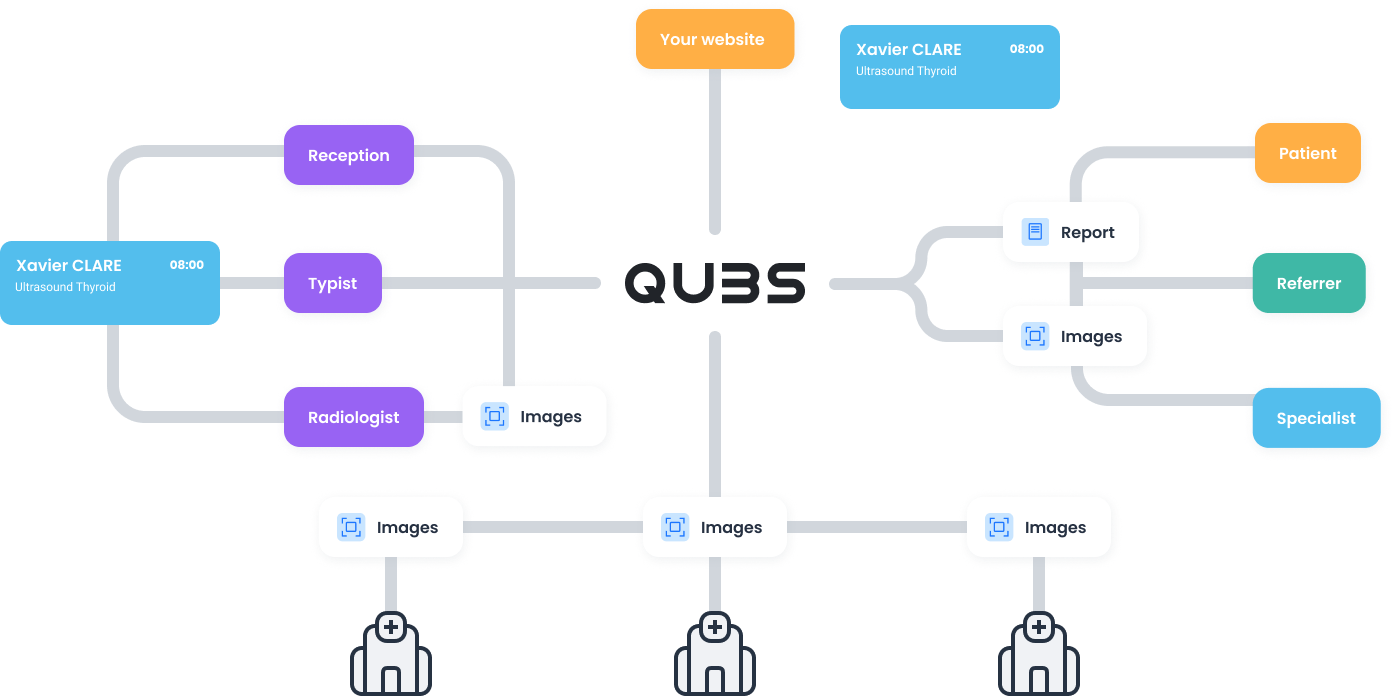 Your website
Xavier CLARE 08:00
Ultrasound Thyroid
Reception
Patient
Report
Xavier CLARE 08:00
Ultrasound Thyroid
Typist
QUBS
Referrer
Images
Radiologist
Images
Specialist
Images
Images
Images